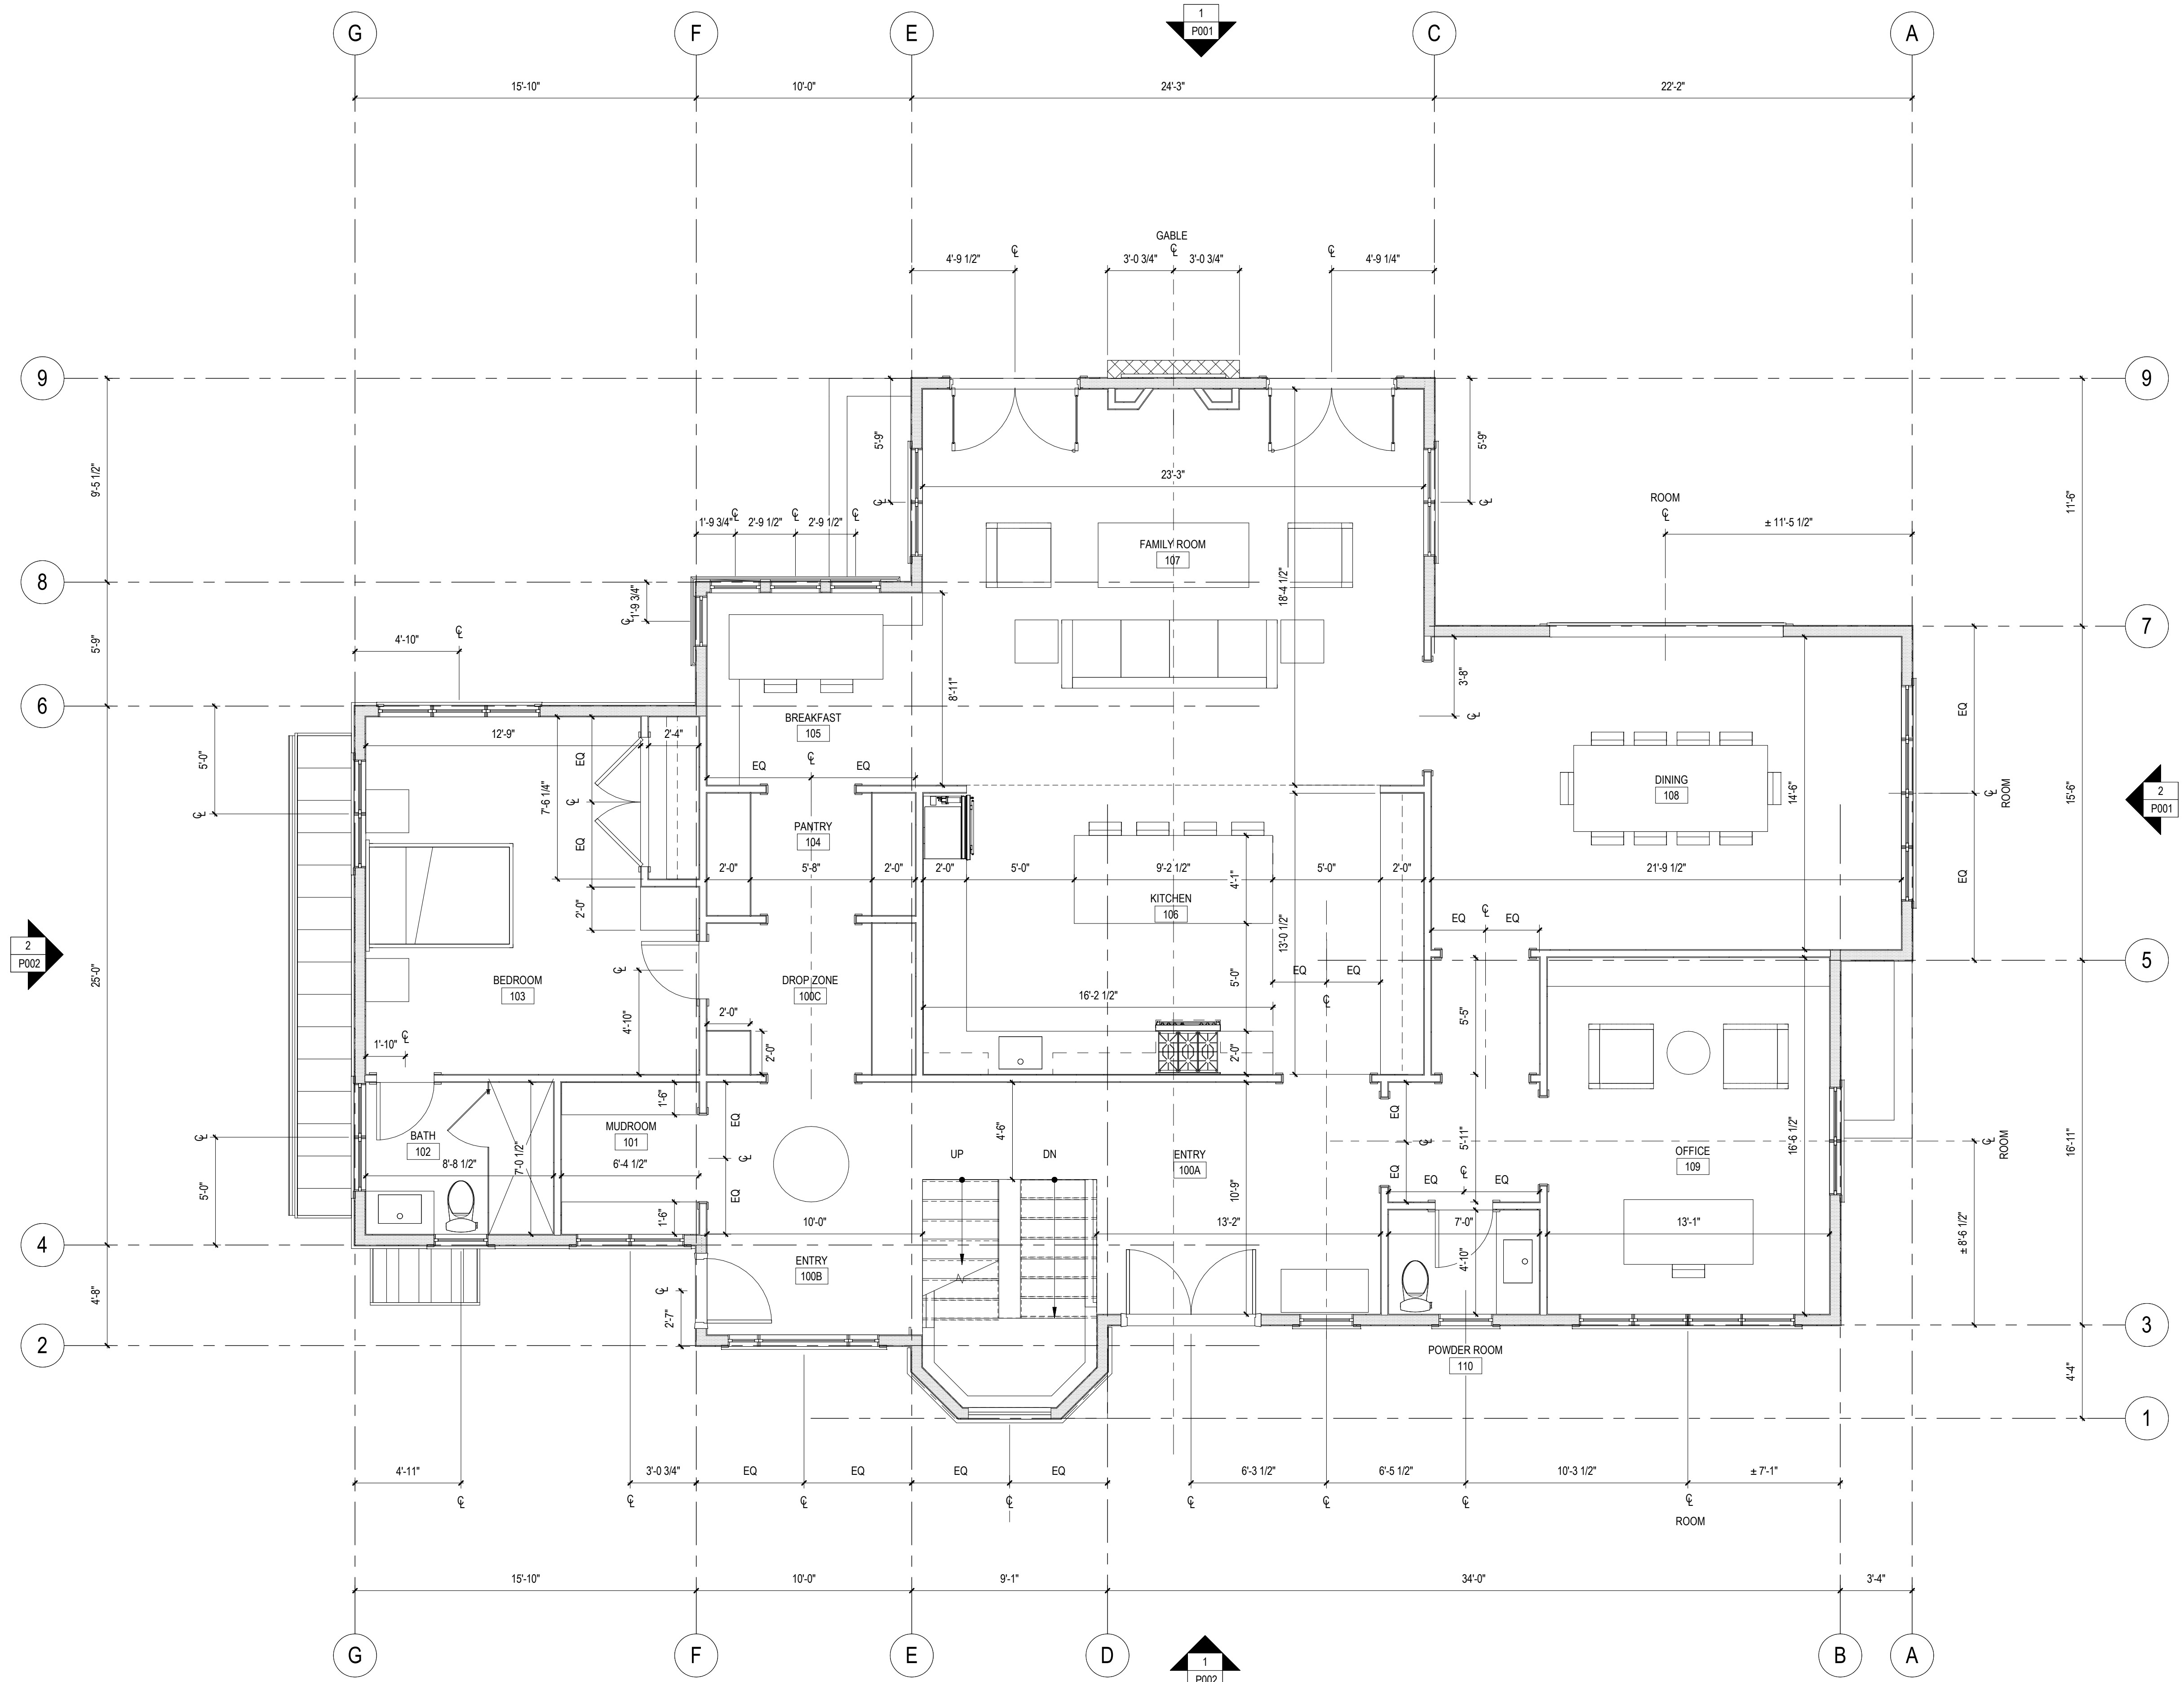 1
P001
G
F
E
C
A
15'-10"
10'-0"
24'-3"
22'-2"
GABLE
℄
℄
℄
4'-9 1/2"
3'-0 3/4"
3'-0 3/4"
4'-9 1/4"
9
9
5'-9"
5'-9"
23'-3"
9'-5 1/2"
11'-6"
℄
℄
ROOM
℄
± 11'-5 1/2"
1'-9 3/4"
℄
2'-9 1/2"
℄
2'-9 1/2"
℄
FAMILY ROOM
107
18'-4 1/2"
8
1'-9 3/4"
℄
7
4'-10"
℄
5'-9"
3'-8"
℄
8'-11"
6
BREAKFAST
105
12'-9"
2'-4"
EQ
EQ
℄
EQ
5'-0"
EQ
7'-6 1/4"
℄
EQ
℄
2'-0"
DINING
108
14'-6"
℄
ROOM
EQ
15'-6"
2
P001
PANTRY
104
2'-0"
5'-8"
2'-0"
2'-0"
5'-0"
9'-2 1/2"
5'-0"
2'-0"
21'-9 1/2"
4'-1"
KITCHEN
106
13'-0 1/2"
EQ
℄
EQ
2
P002
25'-0"
5
BEDROOM
103
℄
DROP ZONE
100C
5'-0"
EQ
EQ
℄
16'-2 1/2"
4'-10"
2'-0"
2'-0"
2'-0"
5'-5"
1'-10"
℄
1'-6"
EQ
4'-6"
EQ
BATH
102
MUDROOM
101
8'-8 1/2"
7'-0 1/2"
6'-4 1/2"
℄
℄
UP
DN
ENTRY
100A
℄
5'-11"
OFFICE
109
16'-6 1/2"
℄
ROOM
16'-11"
5'-0"
EQ
1'-6"
10'-9"
EQ
EQ
℄
EQ
10'-0"
13'-2"
7'-0"
13'-1"
± 8'-6 1/2"
4
ENTRY
100B
4'-10"
4'-8"
℄
2'-7"
2
3
POWDER ROOM
110
4'-4"
1
4'-11"
3'-0 3/4"
EQ
EQ
EQ
EQ
6'-3 1/2"
6'-5 1/2"
10'-3 1/2"
± 7'-1"
℄
℄
℄
℄
℄
℄
℄
℄
ROOM
15'-10"
10'-0"
9'-1"
34'-0"
3'-4"
G
F
E
D
B
A
1
P002